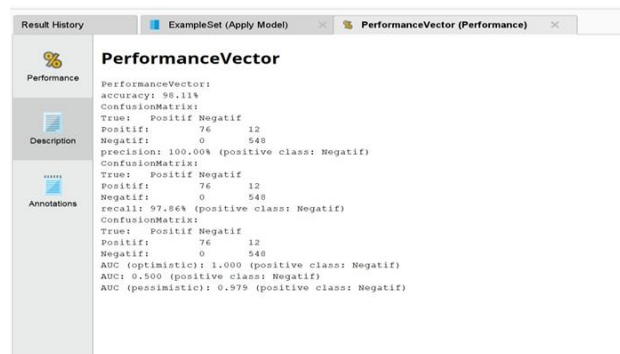 Result History
ExampleSet (Apply Model)
PerformanceVector (Performance)
Performance
Description
Annotations
PerformanceVector
PerformanceVector:
accuracy: 98.11%
ConfusionMatrix:
True: Positif Negatif
Positif: 76 12
Negatif: 0 548
precision: 100.00% (positive class: Negatif)
ConfusionMatrix:
True: Positif Negatif
Positif: 76 12
Negatif: 0 548
recall: 97.86% (positive class: Negatif)
ConfusionMatrix:
True: Positif Negatif
Positif: 76 12
Negatif: 0 548
AUC (optimistic): 1.000 (positive class: Negatif)
AUC: 0.500 (positive class: Negatif)
AUC (pessimistic): 0.979 (positive class: Negatif)